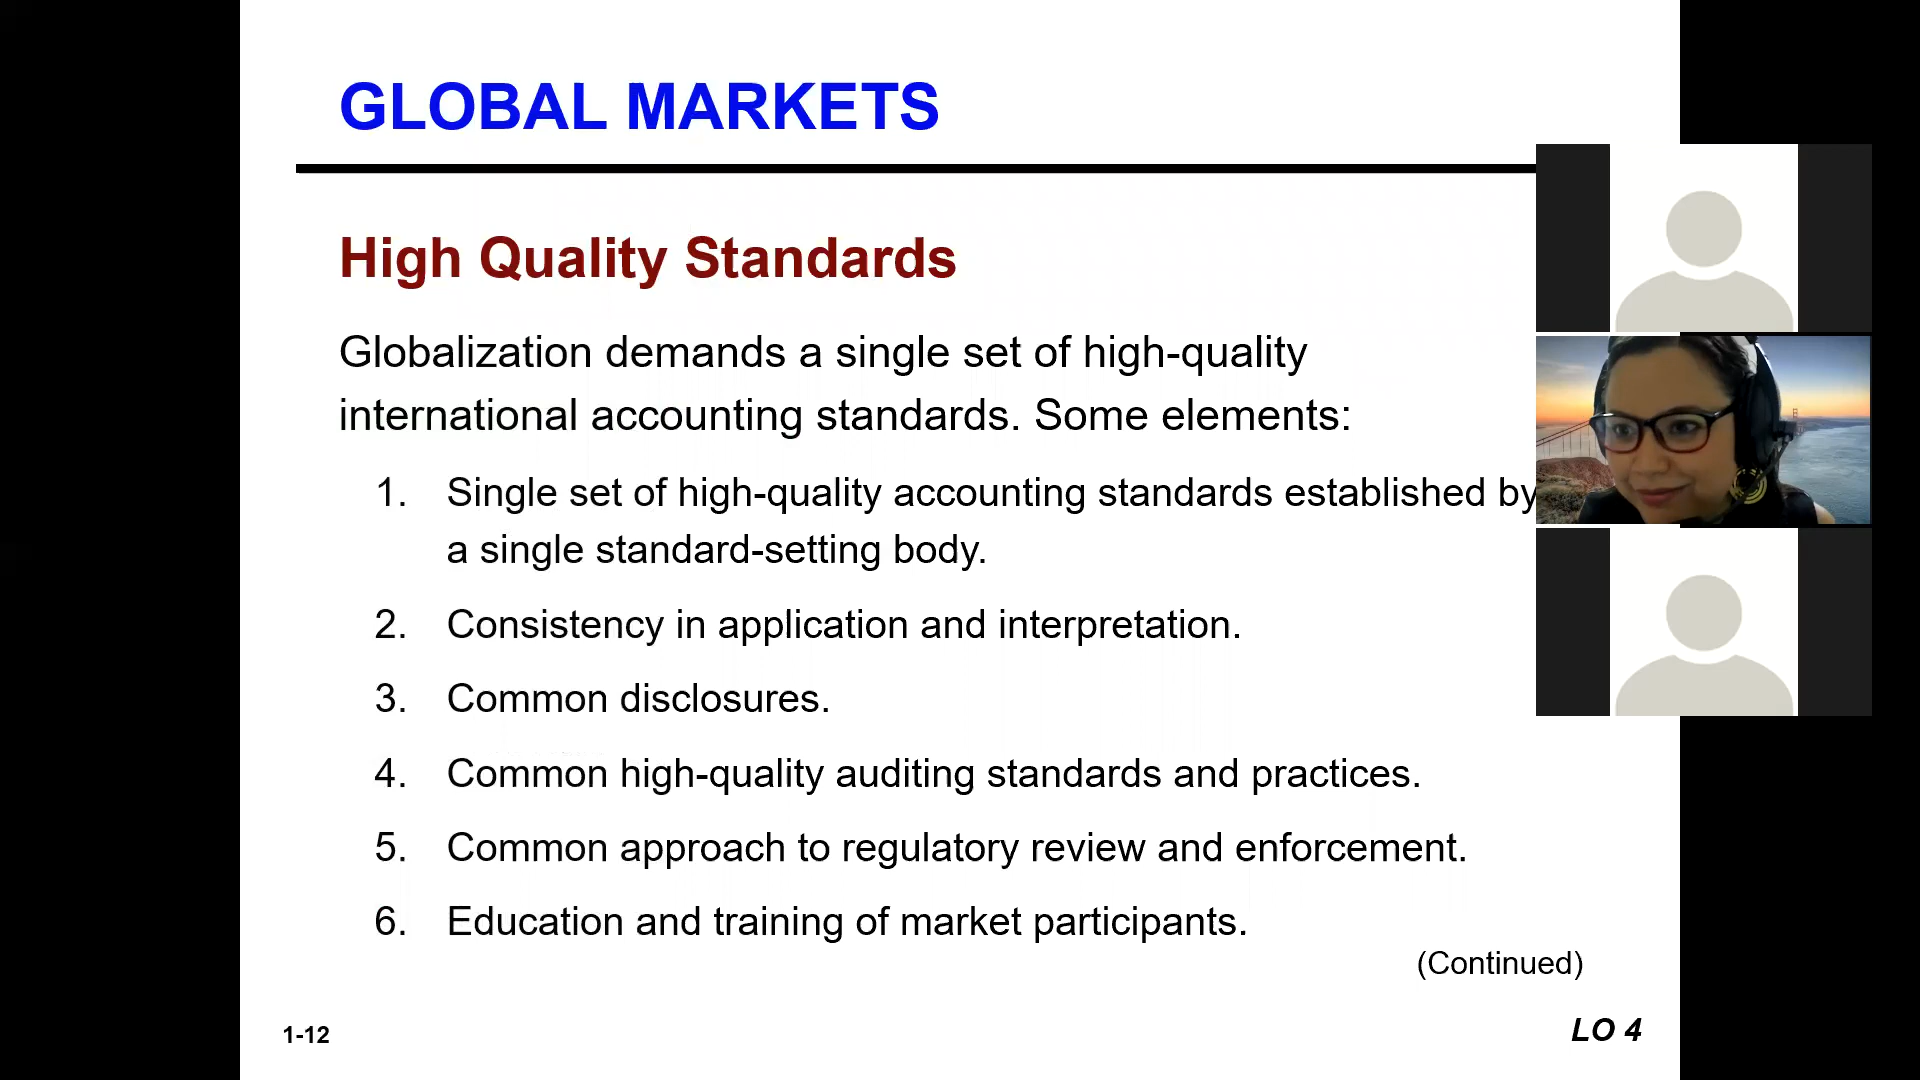 GLOBAL MARKETS
High Quality Standards
Globalization demands a single set of high-quality
international accounting standards. Some elements:
1. Single set of high-quality accounting standards established by
a single standard-setting body.
2. Consistency in application and interpretation.
3. Common disclosures.
4. Common high-quality auditing standards and practices.
5. Common approach to regulatory review and enforcement.
6. Education and training of market participants.
(Continued)
1-12
LO 4